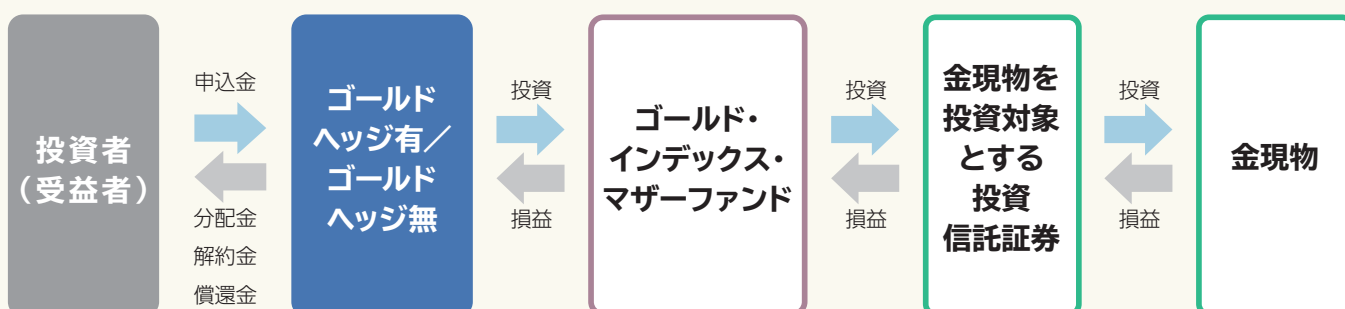 投資者
（受益者）
申込金
分配金
解約金
償還金
ゴールド
ヘッジ有／
ゴールド
ヘッジ無
投資
損益
ゴールド・
インデックス・
マザーファンド
投資
損益
金現物を
投資対象
とする
投資
信託証券
投資
損益
金現物